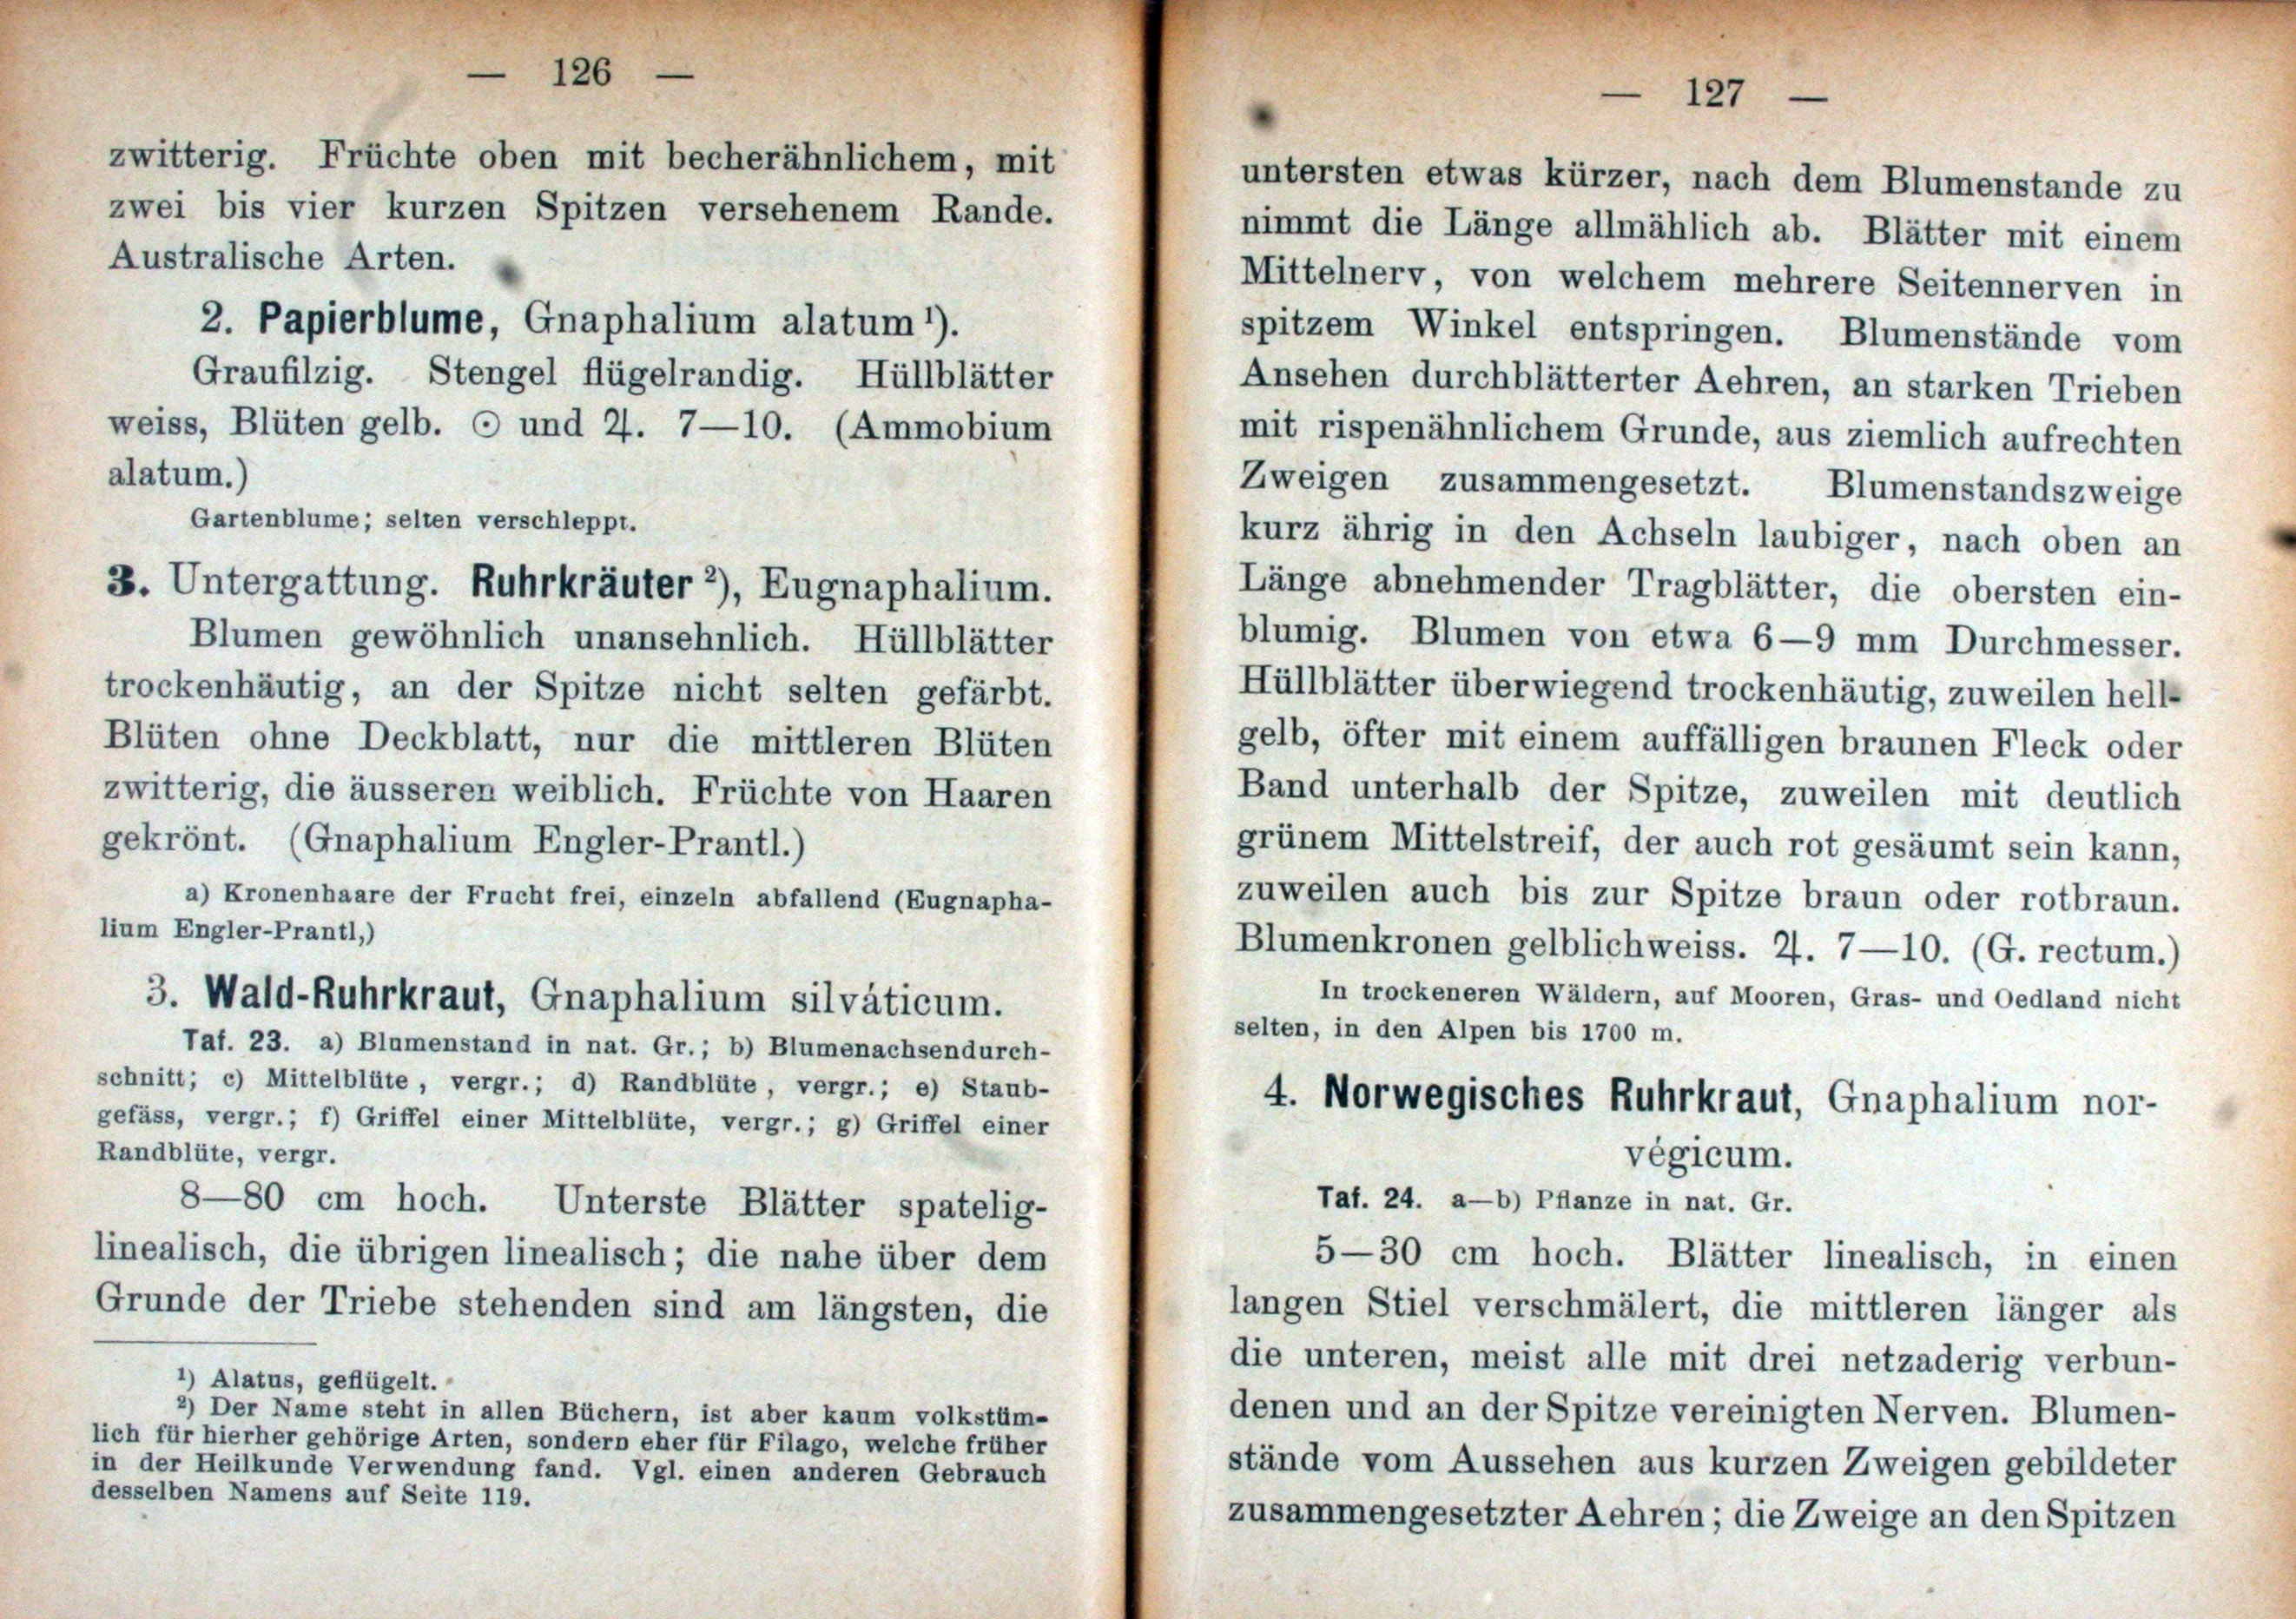 — 126 —
zwitterig. Früchte oben mit becherähnlichem, mit
zwei bis vier kurzen Spitzen versehenem Rande.
Australische Arten.
2. Papierblume, Gnaphalium alatum ¹).
Graufilzig. Stengel flügelrandig. Hüllblätter
weiss, Blüten gelb. ⊙ und ♃. 7—10. (Ammobium
alatum.)
Gartenblume; selten verschleppt.
3. Untergattung. Ruhrkräuter ²), Eugnaphalium.
Blumen gewöhnlich unansehnlich. Hüllblätter
trockenhäutig, an der Spitze nicht selten gefärbt.
Blüten ohne Deckblatt, nur die mittleren Blüten
zwitterig, die äusseren weiblich. Früchte von Haaren
gekrönt. (Gnaphalium Engler-Prantl.)
a) Kronenhaare der Frucht frei, einzeln abfallend (Eugnapha-
lium Engler-Prantl,)
3. Wald-Ruhrkraut, Gnaphalium silváticum.
Taf. 23. a) Blumenstand in nat. Gr.; b) Blumenachsendurch-
schnitt; c) Mittelblüte, vergr.; d) Randblüte, vergr.; e) Staub-
gefäss, vergr.; f) Griffel einer Mittelblüte, vergr.; g) Griffel einer
Randblüte, vergr.
8—80 cm hoch. Unterste Blätter spatelig-
linealisch, die übrigen linealisch; die nahe über dem
Grunde der Triebe stehenden sind am längsten, die
¹) Alatus, geflügelt.
²) Der Name steht in allen Büchern, ist aber kaum volkstüm-
lich für hierher gehörige Arten, sondern eher für Filago, welche früher
in der Heilkunde Verwendung fand. Vgl. einen anderen Gebrauch
desselben Namens auf Seite 119.
— 127 —
untersten etwas kürzer, nach dem Blumenstande zu
nimmt die Länge allmählich ab. Blätter mit einem
Mittelnerv, von welchem mehrere Seitennerven in
spitzem Winkel entspringen. Blumenstände vom
Ansehen durchblätterter Aehren, an starken Trieben
mit rispenähnlichem Grunde, aus ziemlich aufrechten
Zweigen zusammengesetzt. Blumenstandszweige
kurz ährig in den Achseln laubiger, nach oben an
Länge abnehmender Tragblätter, die obersten ein-
blumig. Blumen von etwa 6—9 mm Durchmesser.
Hüllblätter überwiegend trockenhäutig, zuweilen hell-
gelb, öfter mit einem auffälligen braunen Fleck oder
Band unterhalb der Spitze, zuweilen mit deutlich
grünem Mittelstreif, der auch rot gesäumt sein kann,
zuweilen auch bis zur Spitze braun oder rotbraun.
Blumenkronen gelblichweiss. ♃. 7—10. (G. rectum.)
In trockeneren Wäldern, auf Mooren, Gras- und Oedland nicht
selten, in den Alpen bis 1700 m.
4. Norwegisches Ruhrkraut, Gnaphalium nor-
végicum.
Taf. 24. a—b) Pflanze in nat. Gr.
5—30 cm hoch. Blätter linealisch, in einen
langen Stiel verschmälert, die mittleren länger als
die unteren, meist alle mit drei netzaderig verbun-
denen und an der Spitze vereinigten Nerven. Blumen-
stände vom Aussehen aus kurzen Zweigen gebildeter
zusammengesetzter Aehren; die Zweige an den Spitzen